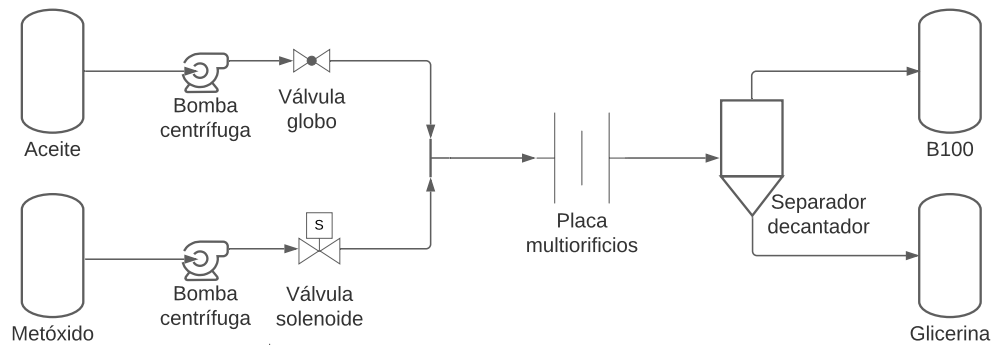 Aceite
Bomba
centrífuga
Válvula
globo
Metóxido
Bomba
centrífuga
S
Válvula
solenoide
Placa
multiorificios
Separador
decantador
B100
Glicerina